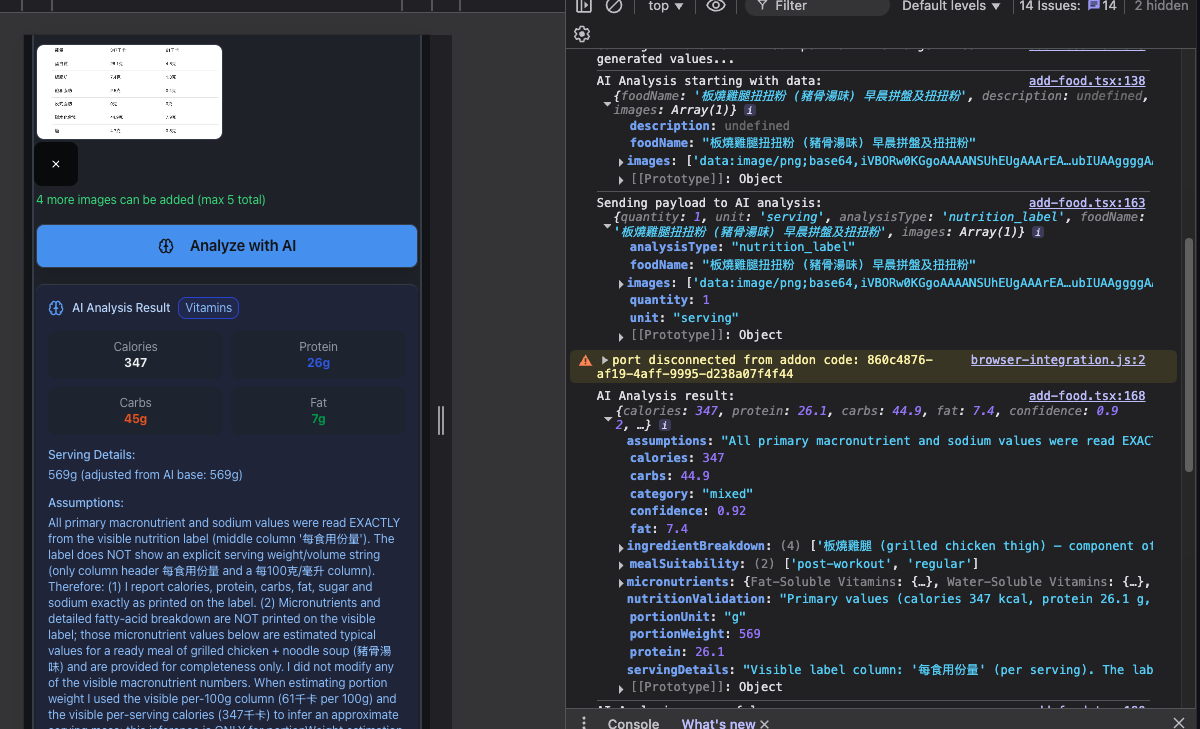 347千卡 61千卡
×
4 more images can be added (max 5 total)
Analyze with AI
AI Analysis Result Vitamins
Calories
347
Protein
26g
Carbs
45g
Fat
7g
Serving Details:
569g (adjusted from AI base: 569g)
Assumptions:
All primary macronutrient and sodium values were read EXACTLY
from the visible nutrition label (middle column '每食用份量'). The
label does NOT show an explicit serving weight/volume string
(only column header 每食用份量 and a 每100克/毫升 column).
Therefore: (1) I report calories, protein, carbs, fat, sugar and
sodium exactly as printed on the label. (2) Micronutrients and
detailed fatty-acid breakdown are NOT printed on the visible
label; those micronutrient values below are estimated typical
values for a ready meal of grilled chicken + noodle soup (豬骨湯
味) and are provided for completeness only. I did not modify any
of the visible macronutrient numbers. When estimating portion
weight I used the visible per-100g column (61千卡 per 100g) and
the visible per-serving calories (347千卡) to infer an approximate
top ▼ Filter Default levels ▼ 14 Issues: 14 2 hidden
generated values...
AI Analysis starting with data: add-food.tsx:138
{foodName: '板燒雞腿扭扭粉 (豬骨湯味) 早晨拼盤及扭扭粉', description: undefined,
images: Array(1)} i
description: undefined
foodName: "板燒雞腿扭扭粉 (豬骨湯味) 早晨拼盤及扭扭粉"
images: ['data:image/png;base64,iVBORw0KGgoAAAANSUhEUgAAArEA…ubIUAAggggA
[[Prototype]]: Object
Sending payload to AI analysis: add-food.tsx:163
{quantity: 1, unit: 'serving', analysisType: 'nutrition_label', foodName:
'板燒雞腿扭扭粉 (豬骨湯味) 早晨拼盤及扭扭粉', images: Array(1)} i
analysisType: "nutrition_label"
foodName: "板燒雞腿扭扭粉 (豬骨湯味) 早晨拼盤及扭扭粉"
images: ['data:image/png;base64,iVBORw0KGgoAAAANSUhEUgAAArEA…ubIUAAggggA
quantity: 1
unit: "serving"
[[Prototype]]: Object
port disconnected from addon code: 860c4876- browser-integration.js:2
af19-4aff-9995-d238a07f4f44
AI Analysis result: add-food.tsx:168
{calories: 347, protein: 26.1, carbs: 44.9, fat: 7.4, confidence: 0.9
2, …} i
assumptions: "All primary macronutrient and sodium values were read EXAC
calories: 347
carbs: 44.9
category: "mixed"
confidence: 0.92
fat: 7.4
ingredientBreakdown: (4) ['板燒雞腿 (grilled chicken thigh) — component of
mealSuitability: (2) ['post-workout', 'regular']
micronutrients: {Fat-Soluble Vitamins: {…}, Water-Soluble Vitamins: {…},
nutritionValidation: "Primary values (calories 347 kcal, protein 26.1 g,
portionUnit: "g"
portionWeight: 569
protein: 26.1
servingDetails: "Visible label column: '每食用份量' (per serving). The lab
[[Prototype]]: Object
Console What's new × ×